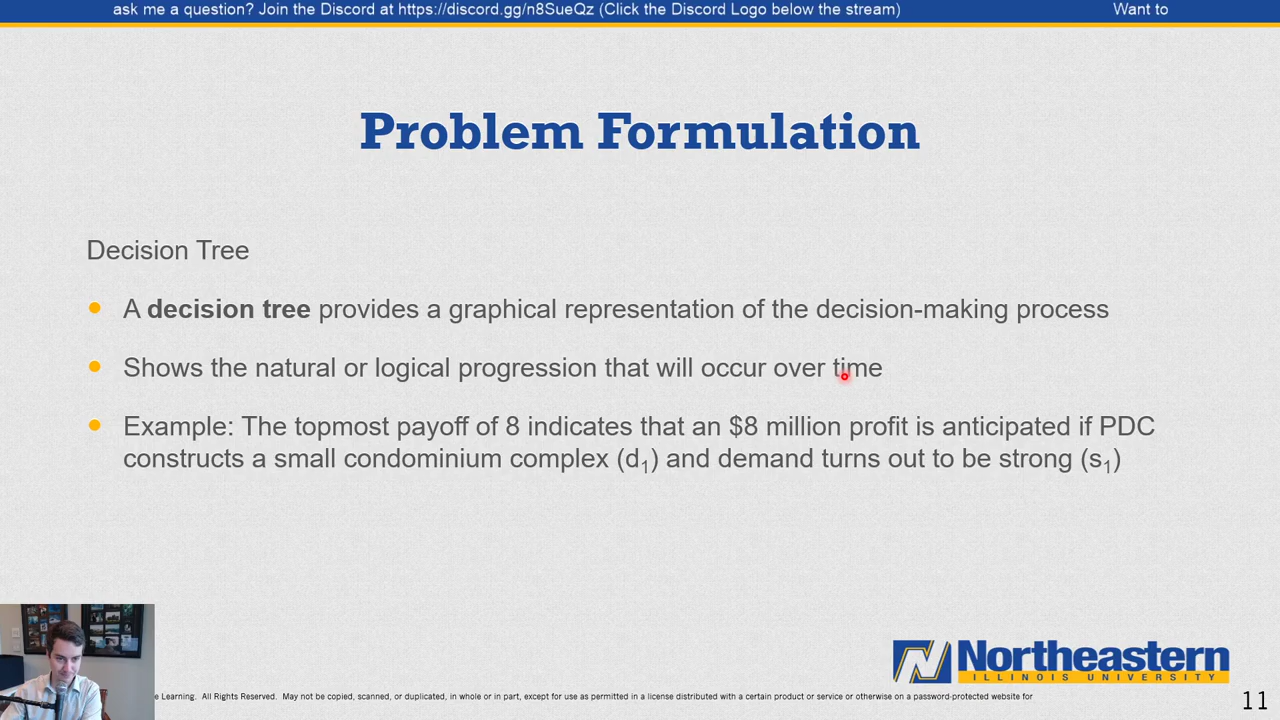 ask me a question? Join the Discord at https://discord.gg/n8SueQz (Click the Discord Logo below the stream) Want to
Problem Formulation
Decision Tree
A decision tree provides a graphical representation of the decision-making process
Shows the natural or logical progression that will occur over time
Example: The topmost payoff of 8 indicates that an $8 million profit is anticipated if PDC
constructs a small condominium complex (d1) and demand turns out to be strong (s1)
Northeastern
ILLINOIS UNIVERSITY
e Learning. All Rights Reserved. May not be copied, scanned, or duplicated, in whole or in part, except for use as permitted in a license distributed with a certain product or service or otherwise on a password-protected website for
11